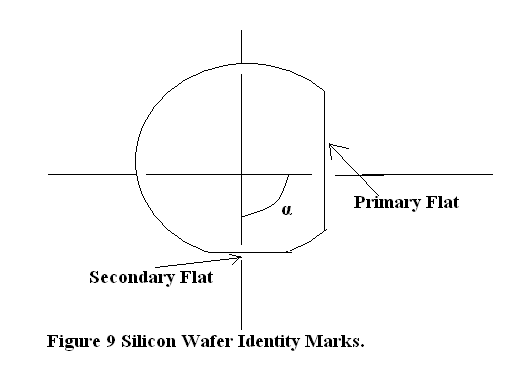 Primary Flat
α
Secondary Flat
Figure 9 Silicon Wafer Identity Marks.